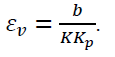 ε_v = b / KK_p.